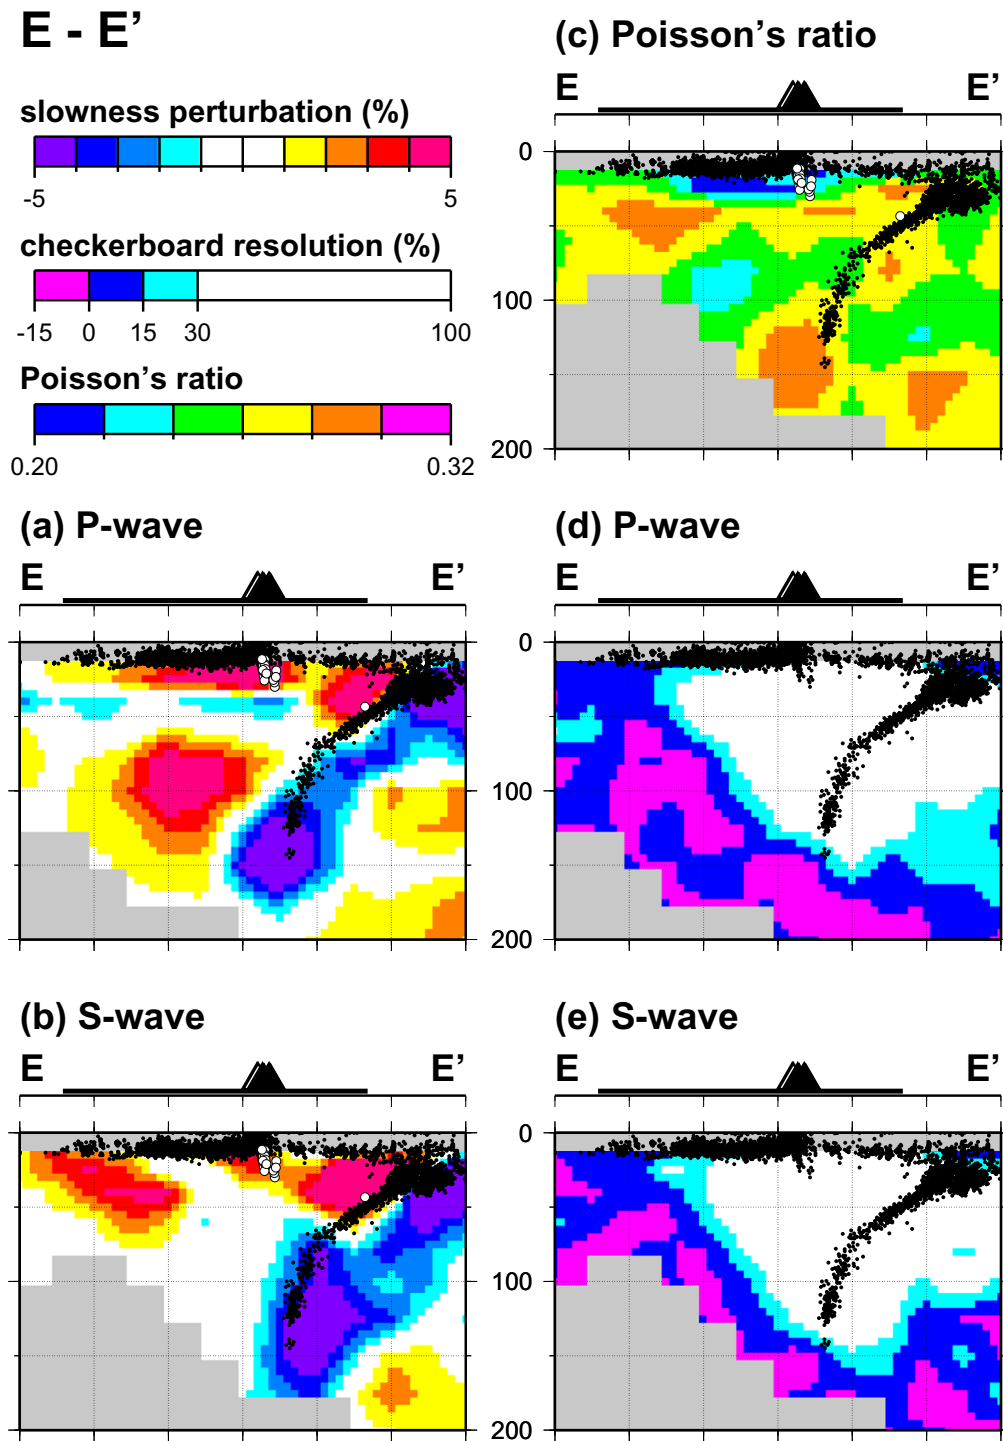 E - E’
slowness perturbation (%)
-5 5
checkerboard resolution (%)
-15 0 15 30 100
Poisson’s ratio
0.20 0.32
(c) Poisson’s ratio
E E’
0
100
200
(a) P-wave
E E’
(d) P-wave
E E’
0
100
200
(b) S-wave
E E’
(e) S-wave
E E’
0
100
200